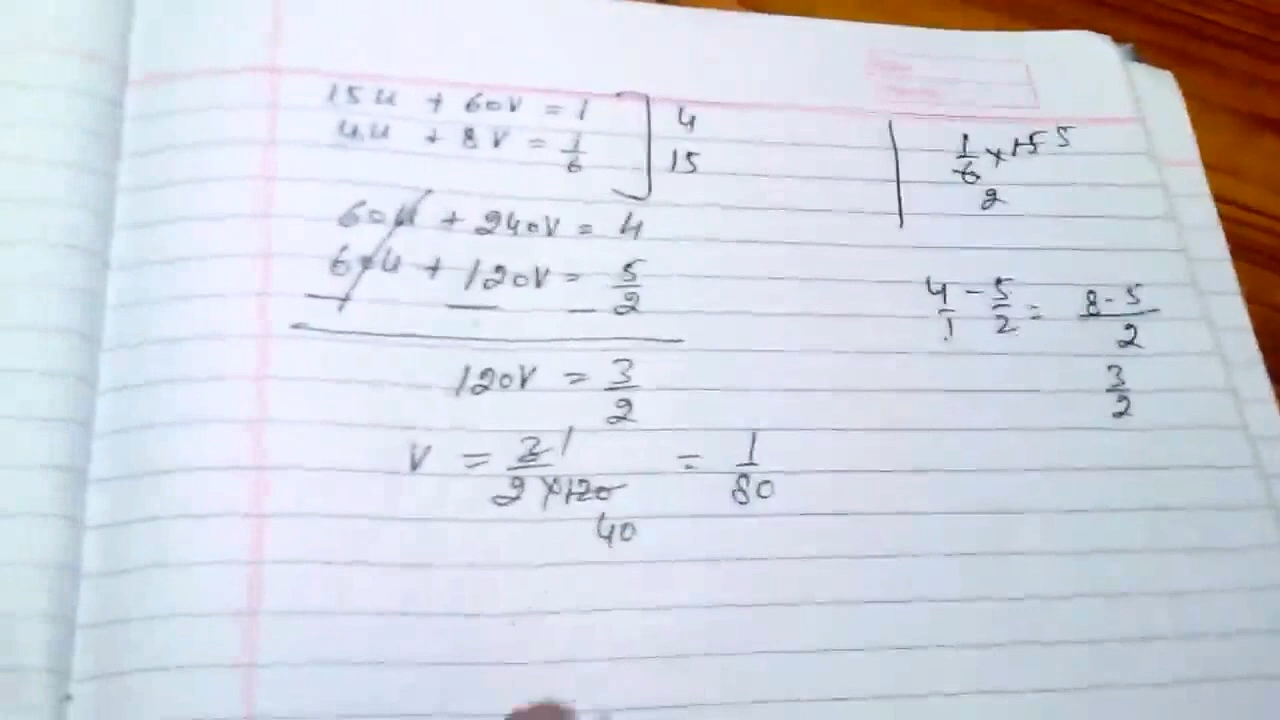 15u + 60v = 1 ] 4
4u + 8v = 1/6 ] 15
60u + 240v = 4
60u + 120v = 5/2
— — —
120v = 3/2
v = 3 1 / 2 × 120 = 1/80
40
1/6 × 15 5
2
4/1 - 5/2 = 8-5/2
3/2